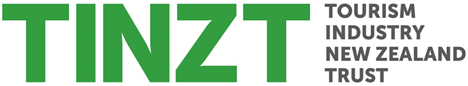 TINZT
TOURISM
INDUSTRY
NEW ZEALAND
TRUST